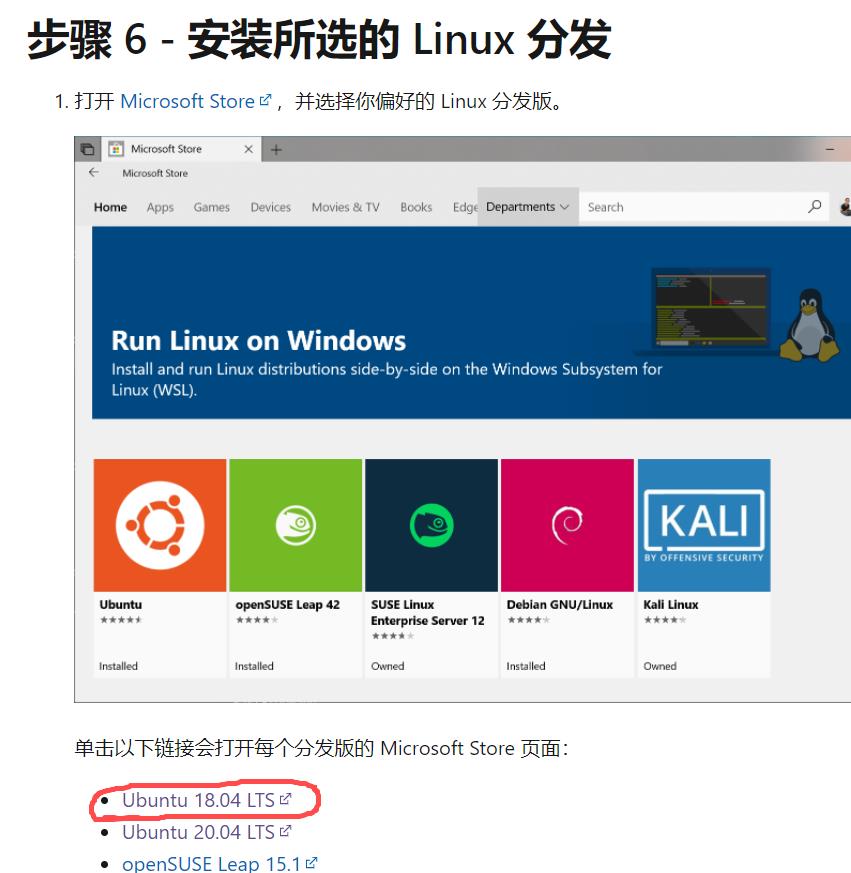 步骤 6 - 安装所选的 Linux 分发
1. 打开 Microsoft Store ，并选择你偏好的 Linux 分发版。
Microsoft Store
Microsoft Store
Home Apps Games Devices Movies & TV Books Edge Departments Search
Run Linux on Windows
Install and run Linux distributions side-by-side on the Windows Subsystem for
Linux (WSL).
KALI
BY OFFENSIVE SECURITY
Ubuntu openSUSE Leap 42 SUSE Linux Debian GNU/Linux Kali Linux
Enterprise Server 12
Installed Installed Owned Installed Owned
单击以下链接会打开每个分发版的 Microsoft Store 页面：
• Ubuntu 18.04 LTS
• Ubuntu 20.04 LTS
• openSUSE Leap 15.1